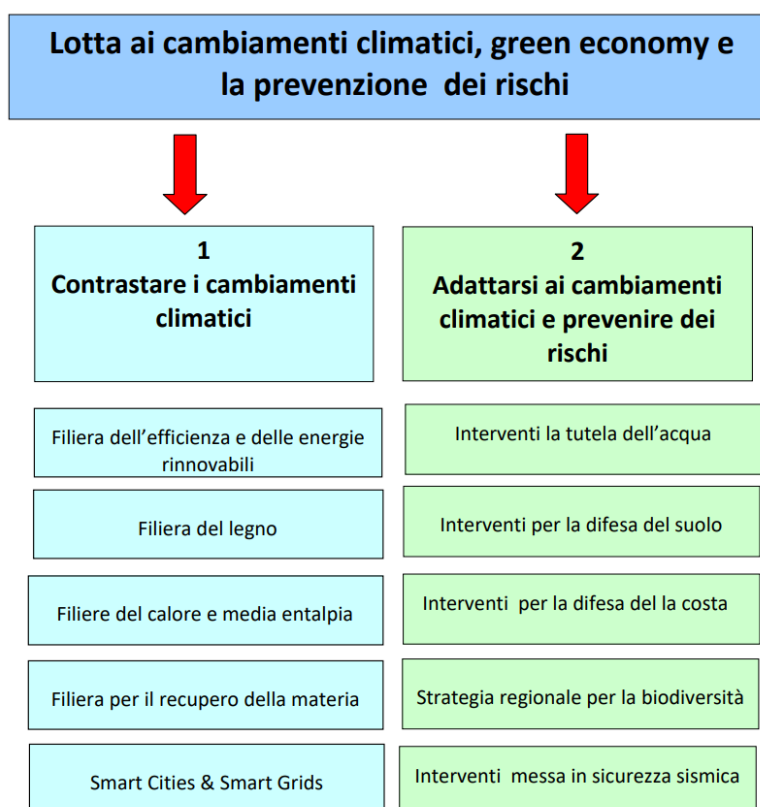 Lotta ai cambiamenti climatici, green economy e
la prevenzione dei rischi
1
Contrastare i cambiamenti
climatici
2
Adattarsi ai cambiamenti
climatici e prevenire dei
rischi
Filiera dell'efficienza e delle energie
rinnovabili
Filiera del legno
Filiere del calore e media entalpia
Filiera per il recupero della materia
Smart Cities & Smart Grids
Interventi la tutela dell'acqua
Interventi per la difesa del suolo
Interventi per la difesa del la costa
Strategia regionale per la biodiversità
Interventi messa in sicurezza sismica